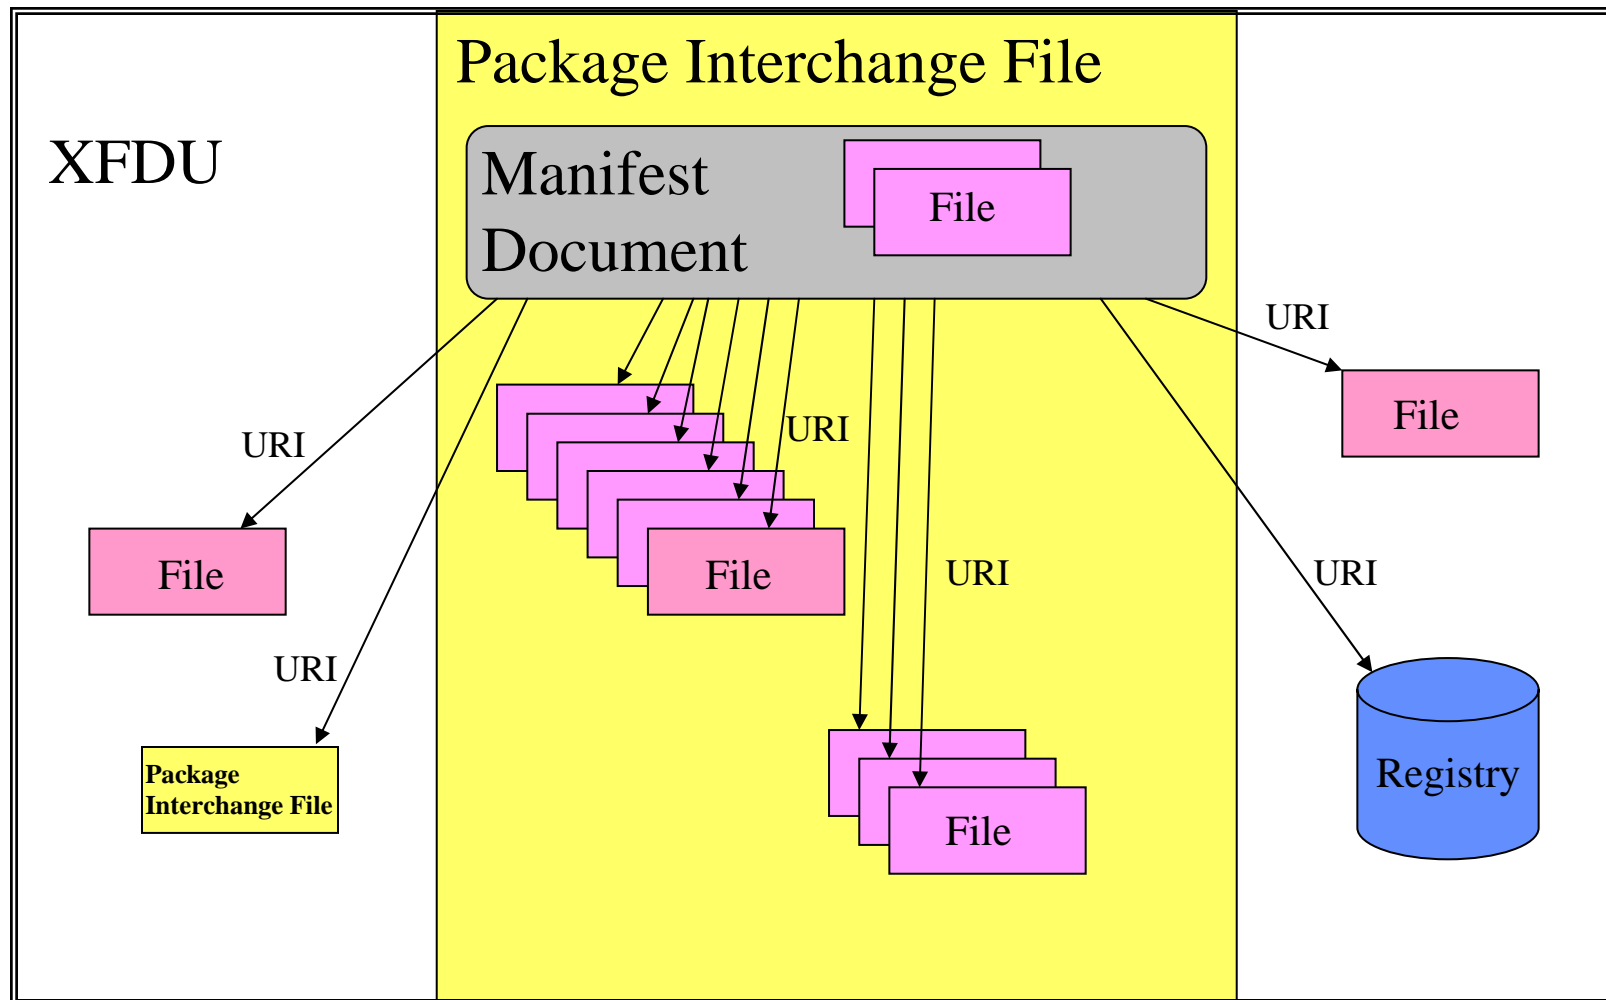 Package Interchange File
XFDU
Manifest
Document
File
URI
File
URI
URI
File
File
URI
URI
File
URI
Package
Interchange File
Registry
File